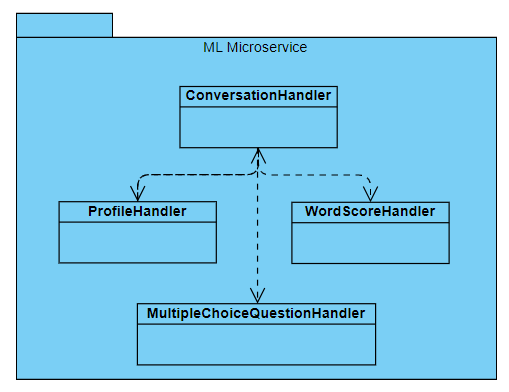 ML Microservice
ConversationHandler
ProfileHandler
WordScoreHandler
MultipleChoiceQuestionHandler